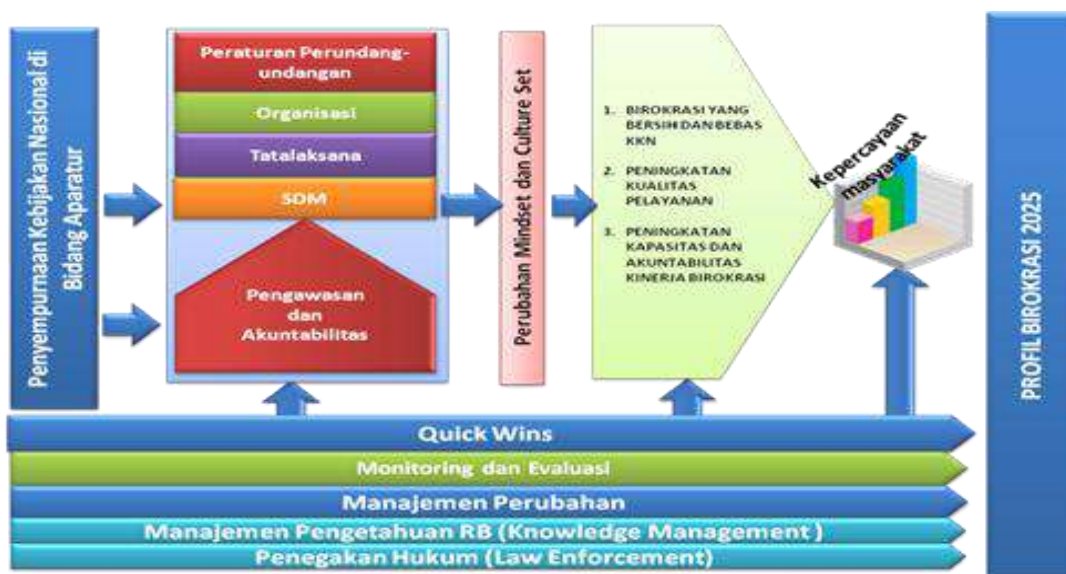 Penyempurnaan Kebijakan Nasional di
Bidang Aparatur
Peraturan Perundang-
undangan
Organisasi
Tatalaksana
SDM
Pengawasan
dan
Akuntabilitas
Perubahan Mindset dan Culture Set
1. BIROKRASI YANG
BERSIH DAN BEBAS
KKN
2. PENINGKATAN
KUALITAS
PELAYANAN
3. PENINGKATAN
KAPASITAS DAN
AKUNTABILITAS
KINERJA BIROKRASI
Kepercayaan
masyarakat
PROFIL BIROKRASI 2025
Quick Wins
Monitoring dan Evaluasi
Manajemen Perubahan
Manajemen Pengetahuan RB (Knowledge Management )
Penegakan Hukum (Law Enforcement)